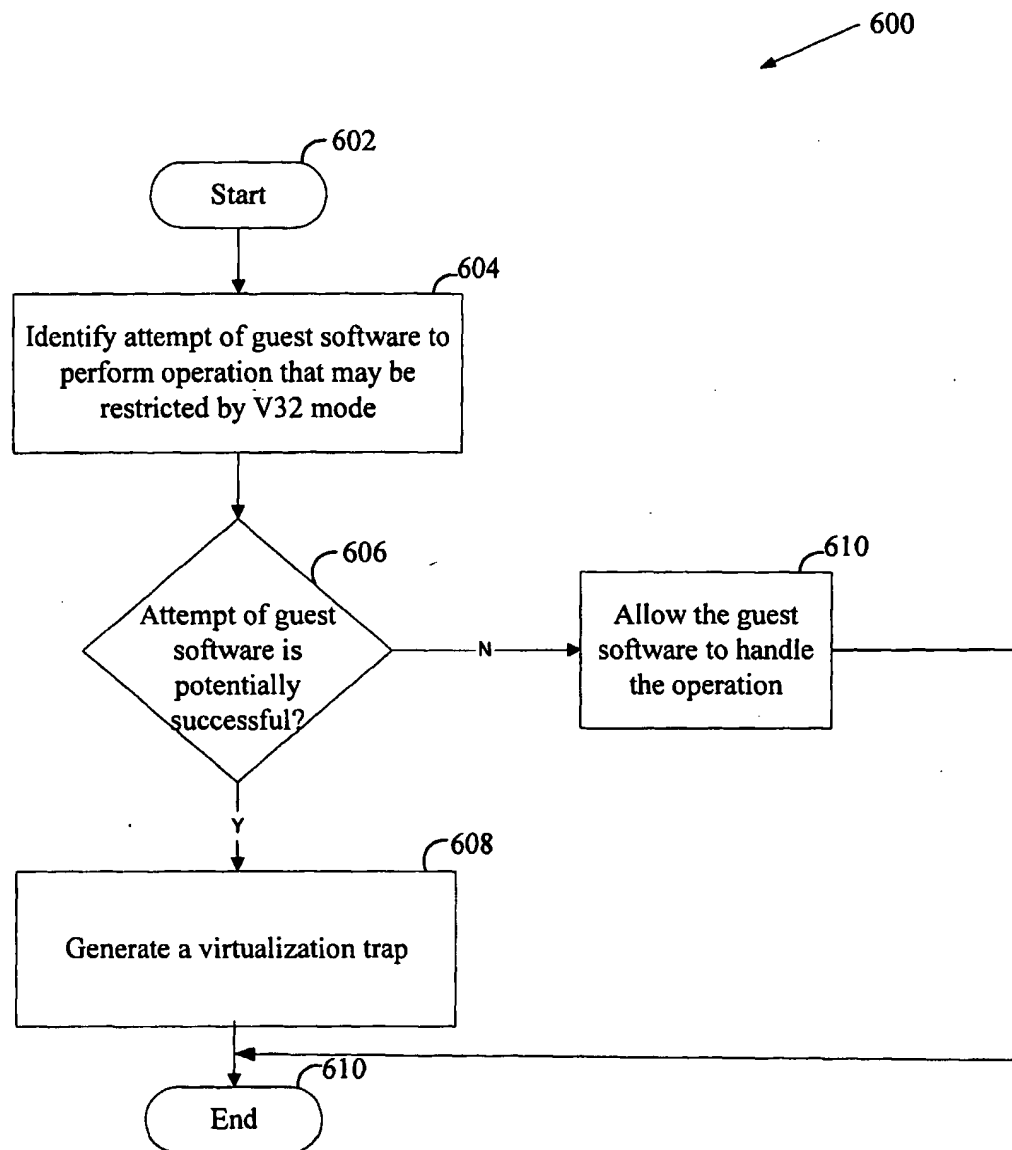 600
602
Start
604
Identify attempt of guest software to
perform operation that may be
restricted by V32 mode
606
Attempt of guest
software is
potentially
successful?
N
610
Allow the guest
software to handle
the operation
Y
608
Generate a virtualization trap
610
End